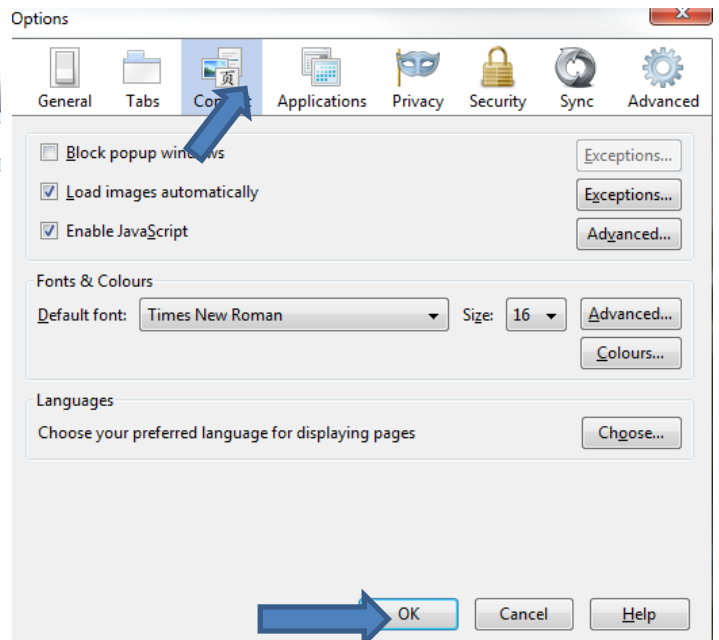 Options
General Tabs Applications Privacy Security Sync Advanced
Block popup windows Exceptions...
Load images automatically Exceptions...
Enable JavaScript Advanced...
Fonts & Colours
Default font: Times New Roman Size: 16 Advanced...
Colours...
Languages
Choose your preferred language for displaying pages Choose...
OK Cancel Help